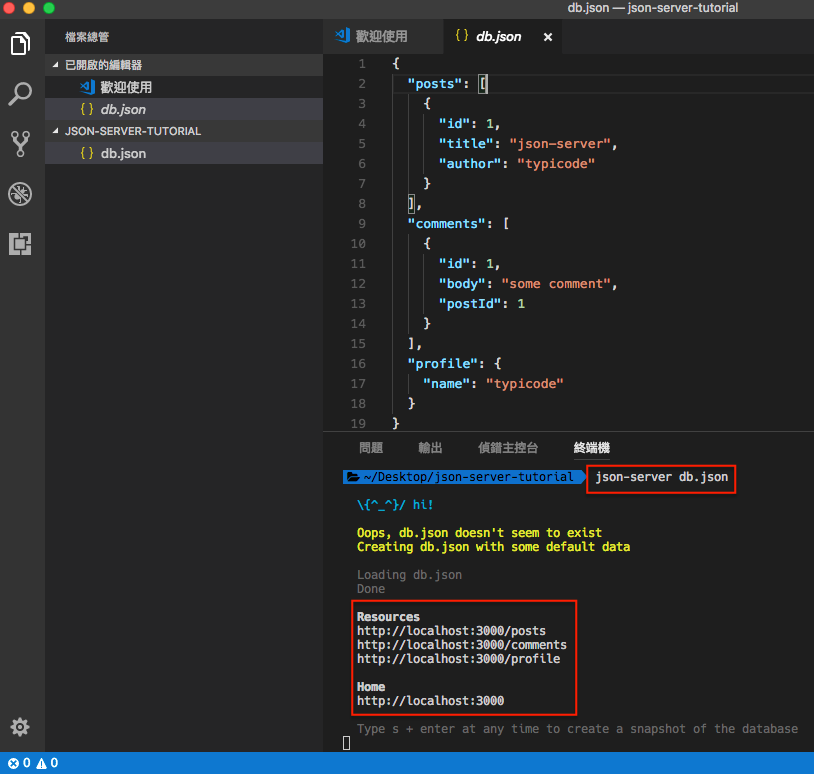 db.json — json-server-tutorial
檔案總管
已開啟的編輯器
歡迎使用
{} db.json
JSON-SERVER-TUTORIAL
{} db.json
歡迎使用
{} db.json ×
1 {
2 "posts": [
3 {
4 "id": 1,
5 "title": "json-server",
6 "author": "typicode"
7 }
8 ],
9 "comments": [
10 {
11 "id": 1,
12 "body": "some comment",
13 "postId": 1
14 }
15 ],
16 "profile": {
17 "name": "typicode"
18 }
19 }
問題 輸出 偵錯主控台 終端機
~/Desktop/json-server-tutorial json-server db.json
\{^_^}/ hi!
Oops, db.json doesn't seem to exist
Creating db.json with some default data
Loading db.json
Done
Resources
http://localhost:3000/posts
http://localhost:3000/comments
http://localhost:3000/profile
Home
http://localhost:3000
Type s + enter at any time to create a snapshot of the database
0 0